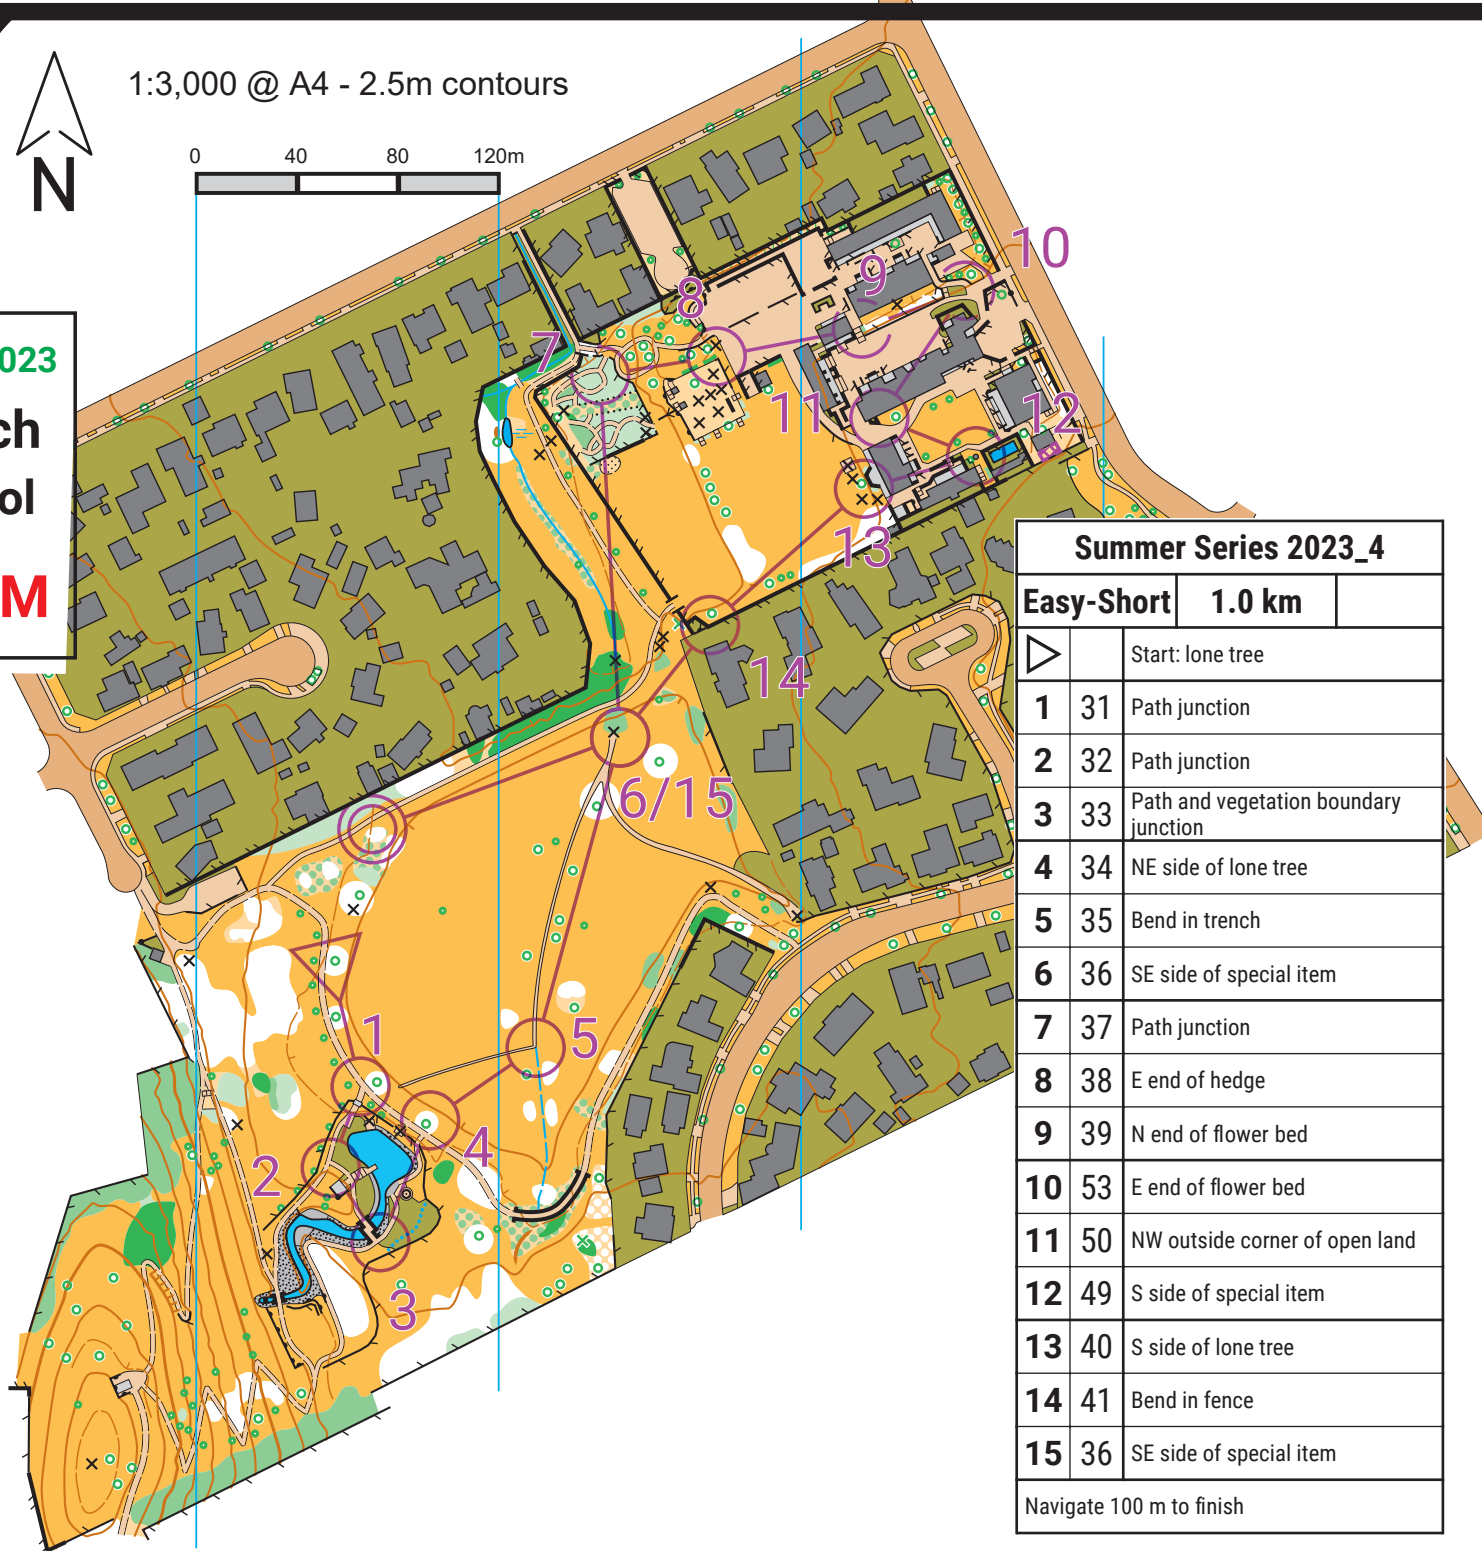 1:3,000 @ A4 - 2.5m contours
0 40 80 120m
N
023
ch
ol
M
10
9
8
7
11
12
13
14
6/15
1
5
4
2
3
Summer Series 2023_4
Easy-Short 1.0 km
Start: lone tree
1 31 Path junction
2 32 Path junction
3 33 Path and vegetation boundary
junction
4 34 NE side of lone tree
5 35 Bend in trench
6 36 SE side of special item
7 37 Path junction
8 38 E end of hedge
9 39 N end of flower bed
10 53 E end of flower bed
11 50 NW outside corner of open land
12 49 S side of special item
13 40 S side of lone tree
14 41 Bend in fence
15 36 SE side of special item
Navigate 100 m to finish